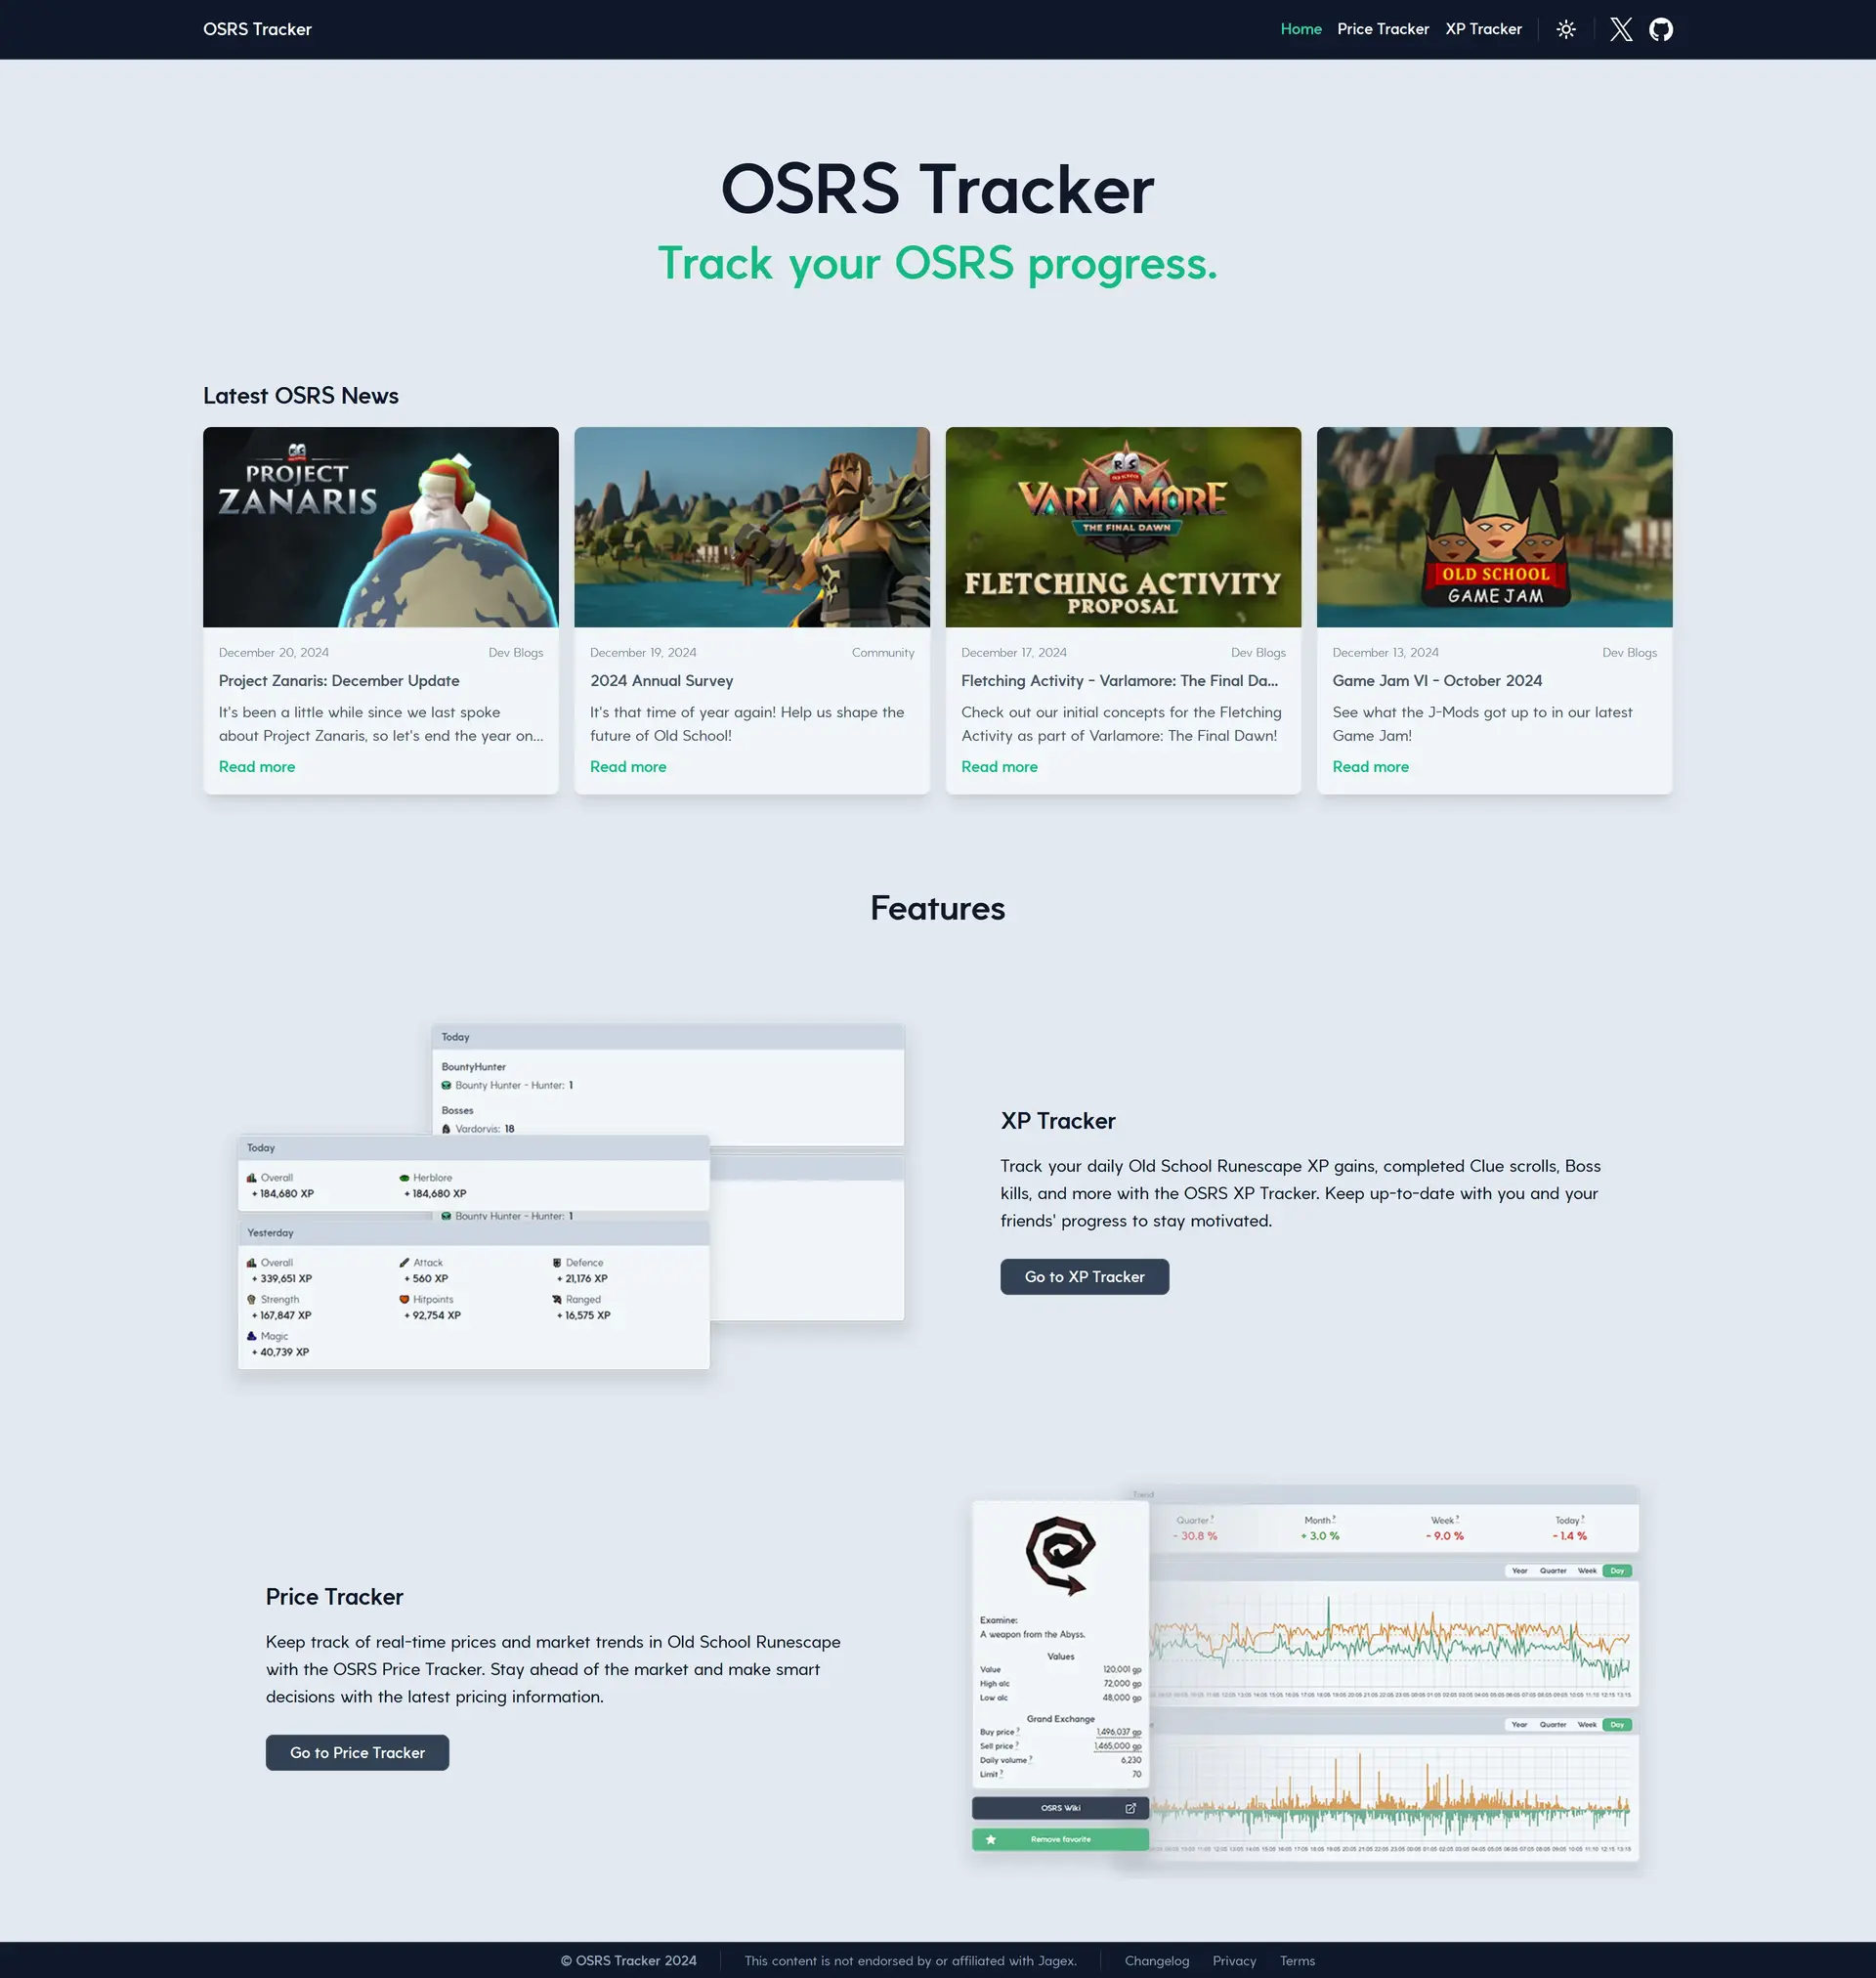 OSRS Tracker
Home Price Tracker XP Tracker
OSRS Tracker
Track your OSRS progress.
Latest OSRS News
PROJECT
ZANARIS
December 20, 2024 Dev Blogs
Project Zanaris: December Update
It's been a little while since we last spoke
about Project Zanaris, so let's end the year on...
Read more
December 19, 2024 Community
2024 Annual Survey
It's that time of year again! Help us shape the
future of Old School!
Read more
RS
OLD SCHOOL
VARLAMORE
THE FINAL DAWN
FLETCHING ACTIVITY
PROPOSAL
December 17, 2024 Dev Blogs
Fletching Activity - Varlamore: The Final Da...
Check out our initial concepts for the Fletching
Activity as part of Varlamore: The Final Dawn!
Read more
OLD SCHOOL
GAME JAM
December 13, 2024 Dev Blogs
Game Jam VI - October 2024
See what the J-Mods got up to in our latest
Game Jam!
Read more
Features
Today
BountyHunter
Bounty Hunter - Hunter: 1
Bosses
Vardorvis: 18
Today
Overall Herblore
+ 184,680 XP + 184,680 XP
Bounty Hunter - Hunter: 1
Yesterday
Overall Attack Defence
+ 339,651 XP + 560 XP + 21,176 XP
Strength Hitpoints Ranged
+ 167,847 XP + 92,754 XP + 16,575 XP
Magic
+ 40,739 XP
XP Tracker
Track your daily Old School Runescape XP gains, completed Clue scrolls, Boss
kills, and more with the OSRS XP Tracker. Keep up-to-date with you and your
friends' progress to stay motivated.
Go to XP Tracker
Price Tracker
Keep track of real-time prices and market trends in Old School Runescape
with the OSRS Price Tracker. Stay ahead of the market and make smart
decisions with the latest pricing information.
Go to Price Tracker
Trend
Quarter ? Month ? Week ? Today ?
- 30.8 % + 3.0 % - 9.0 % - 1.4 %
Year Quarter Week Day
Examine:
A weapon from the Abyss.
Values
Value 120,001 gp
High alc 72,000 gp
Low alc 48,000 gp
Grand Exchange
Buy price ? 1,496,037 gp
Sell price ? 1,465,000 gp
Daily volume ? 6,230
Limit ? 70
OSRS Wiki
Remove favorite
Year Quarter Week Day
© OSRS Tracker 2024 This content is not endorsed by or affiliated with Jagex. Changelog Privacy Terms